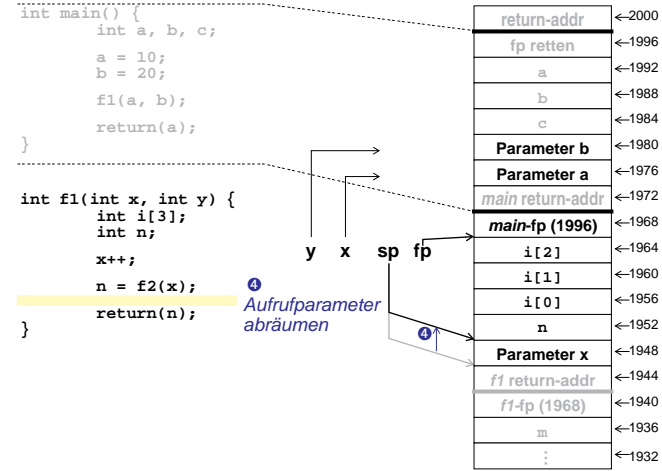 int main() {
int a, b, c;
a = 10;
b = 20;
f1(a, b);
return(a);
}
int f1(int x, int y) {
int i[3];
int n;
x++;
n = f2(x);
return(n);
}
y x sp fp
❹
Aufrufparameter
abräumen
❹
return-addr
2000
fp retten
1996
a
1992
b
1988
c
1984
Parameter b
1980
Parameter a
1976
main return-addr
1972
main-fp (1996)
1968
i[2]
1964
i[1]
1960
i[0]
1956
n
1952
Parameter x
1948
f1 return-addr
1944
f1-fp (1968)
1940
m
1936
⋮
1932